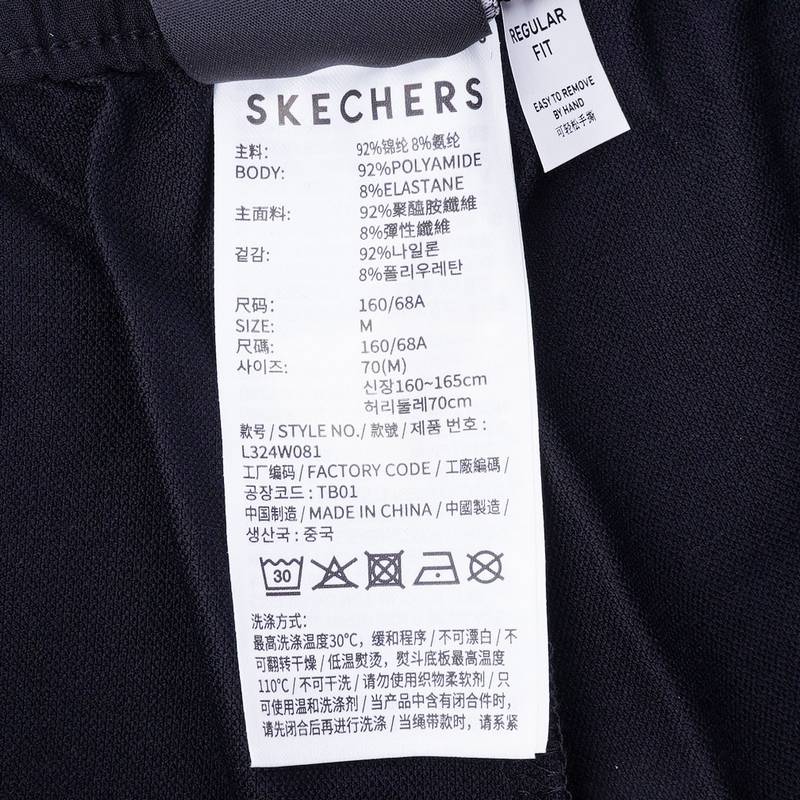 REGULAR
FIT
EASY TO REMOVE
BY HAND
可轻松手撕
SKECHERS
主料: 92%锦纶 8%氨纶
BODY: 92%POLYAMIDE
8%ELASTANE
主面料: 92%聚醯胺纖維
8%彈性纖維
겉감: 92%나일론
8%폴리우레탄
尺码: 160/68A
SIZE: M
尺碼: 160/68A
사이즈: 70(M)
신장160~165cm
허리둘레70cm
款号 / STYLE NO. / 款號 / 제품 번호 :
L324W081
工厂编码 / FACTORY CODE / 工廠編碼 /
공장코드 : TB01
中国制造 / MADE IN CHINA / 中國製造 /
생산국 : 중국
30
洗涤方式:
最高洗涤温度30°C，缓和程序 / 不可漂白 / 不
可翻转干燥 / 低温熨烫，熨斗底板最高温度
110°C / 不可干洗 / 请勿使用织物柔软剂 / 只
可使用温和洗涤剂 / 当产品中含有闭合件时，
请先闭合后再进行洗涤 / 当绳带款时，请系紧